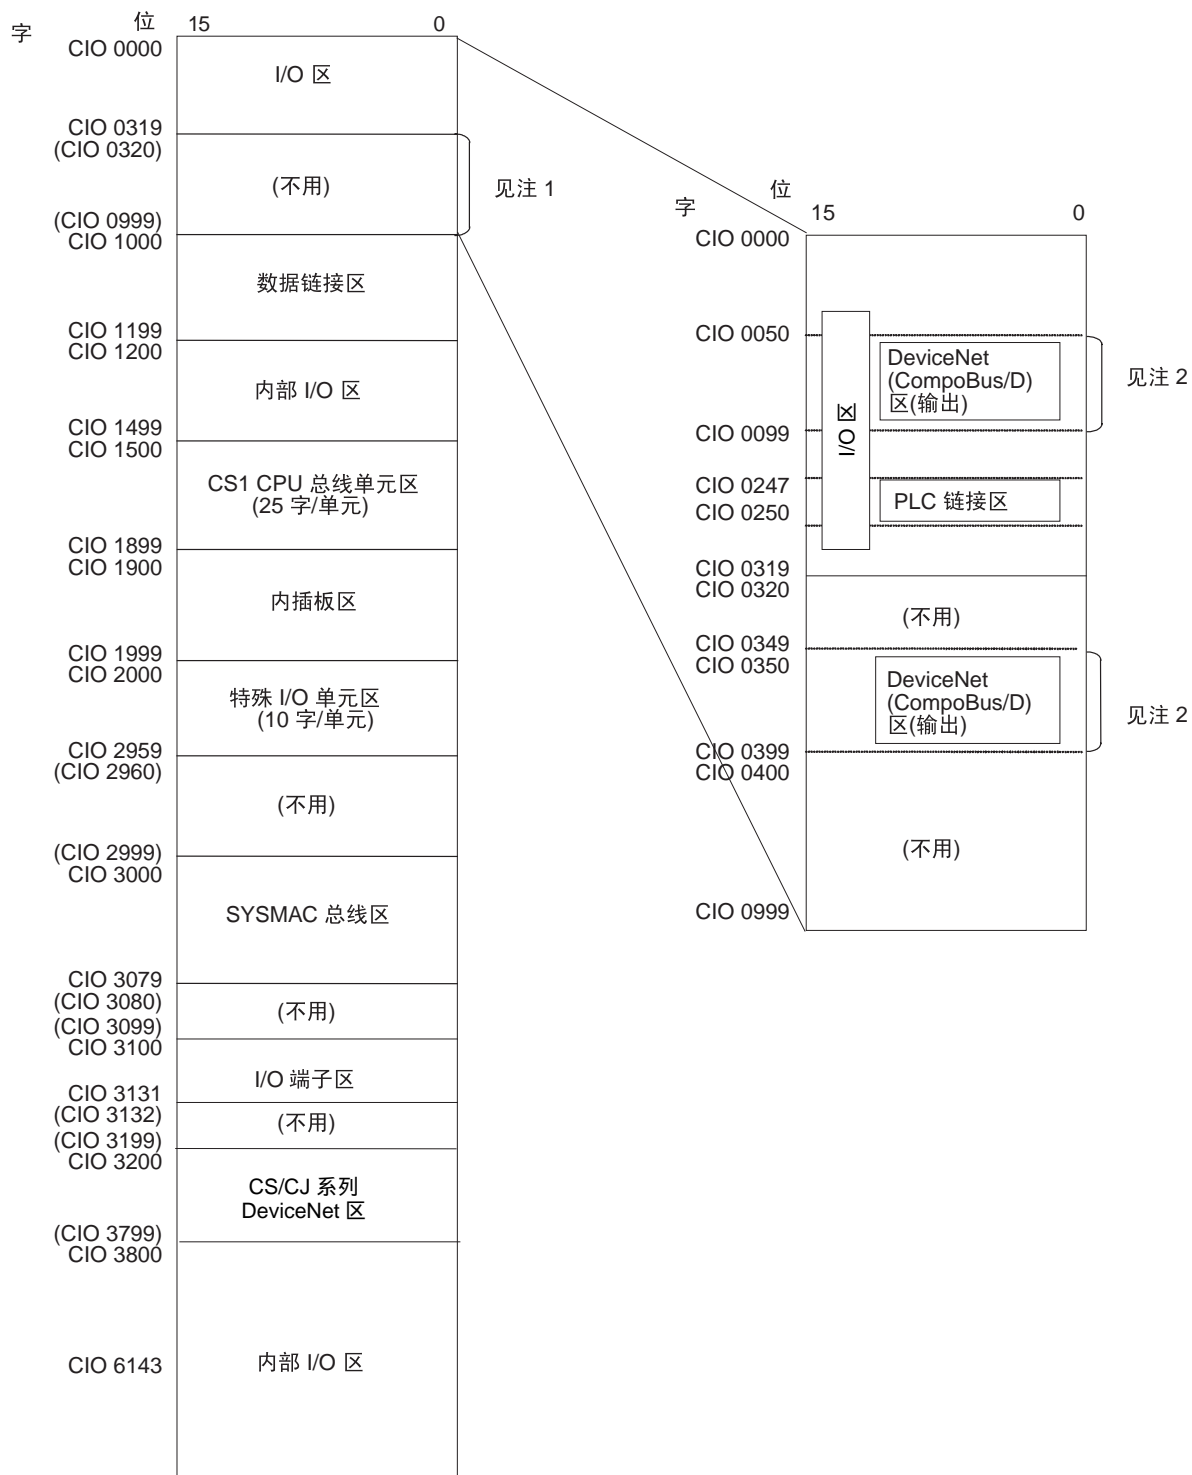 字
位
15
0
CIO 0000
I/O 区
CIO 0319
(CIO 0320)
(不用)
见注 1
(CIO 0999)
CIO 1000
数据链接区
CIO 1199
CIO 1200
内部 I/O 区
CIO 1499
CIO 1500
CS1 CPU 总线单元区
(25 字/单元)
CIO 1899
CIO 1900
内插板区
CIO 1999
CIO 2000
特殊 I/O 单元区
(10 字/单元)
CIO 2959
(CIO 2960)
(不用)
(CIO 2999)
CIO 3000
SYSMAC 总线区
CIO 3079
(CIO 3080)
(不用)
(CIO 3099)
CIO 3100
I/O 端子区
CIO 3131
(CIO 3132)
(不用)
(CIO 3199)
CIO 3200
CS/CJ 系列
DeviceNet 区
(CIO 3799)
CIO 3800
CIO 6143
内部 I/O 区
字
位
15
0
CIO 0000
CIO 0050
DeviceNet
(CompoBus/D)
区(输出)
见注 2
I/O 区
CIO 0099
CIO 0247
PLC 链接区
CIO 0250
CIO 0319
CIO 0320
(不用)
CIO 0349
CIO 0350
DeviceNet
(CompoBus/D)
区(输出)
见注 2
CIO 0399
CIO 0400
(不用)
CIO 0999